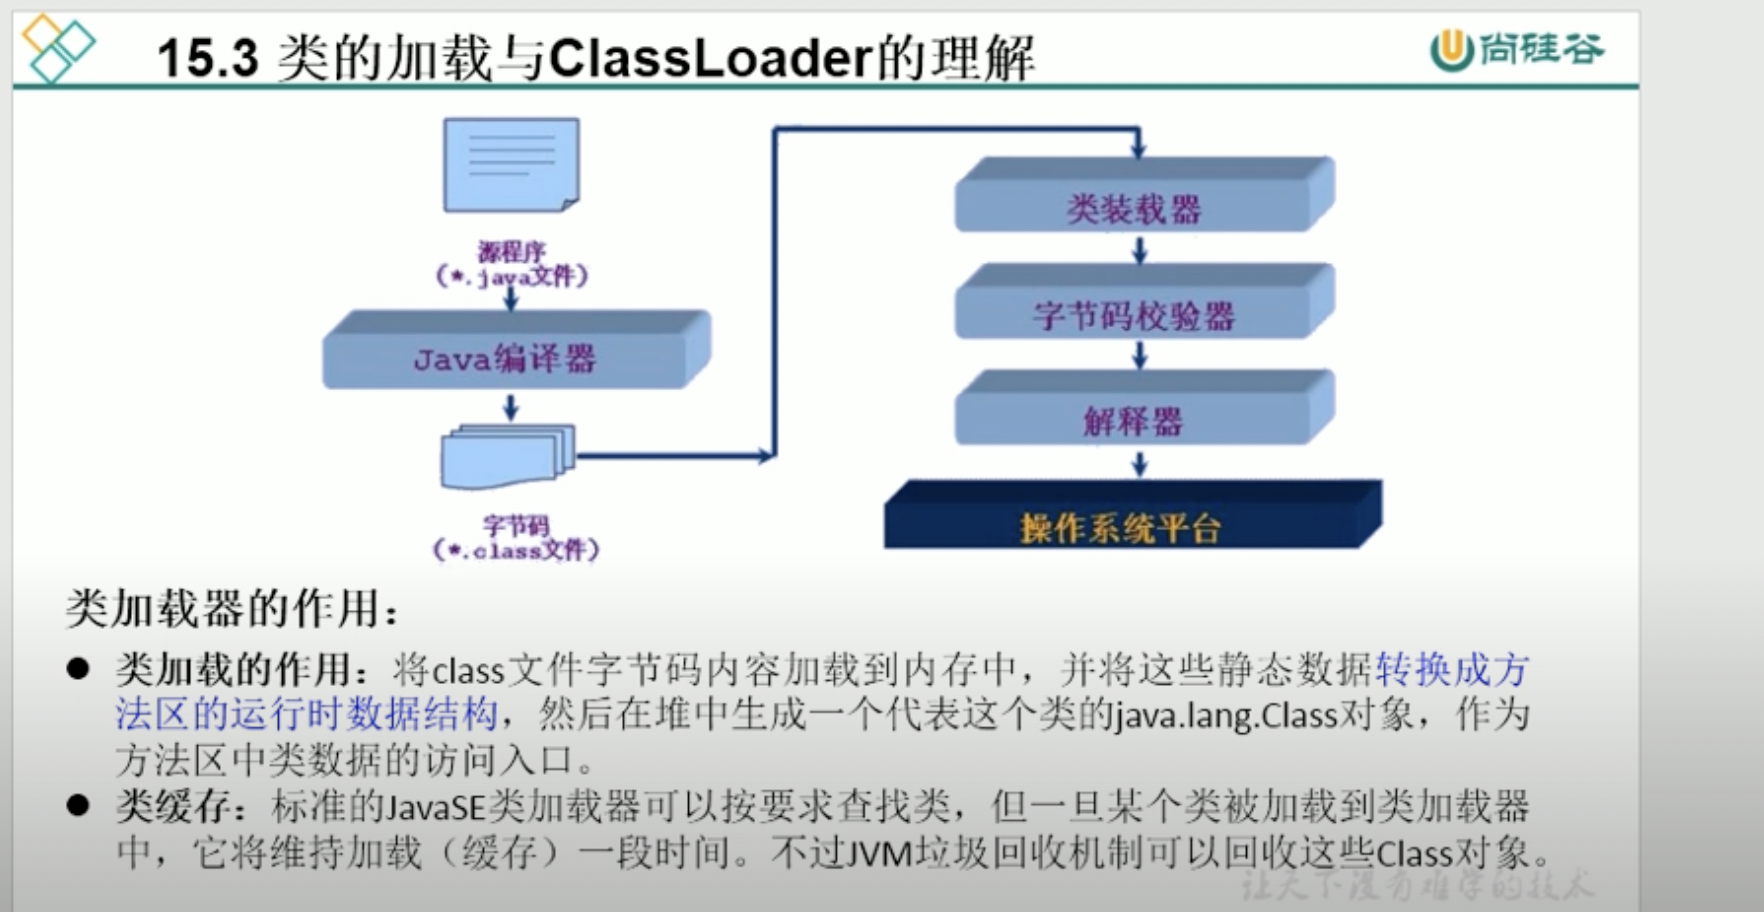 15.3 类的加载与ClassLoader的理解
尚硅谷
源程序
(*.java文件)
Java编译器
字节码
(*.class文件)
类装载器
字节码校验器
解释器
操作系统平台
类加载器的作用：
● 类加载的作用：将class文件字节码内容加载到内存中，并将这些静态数据转换成方
法区的运行时数据结构，然后在堆中生成一个代表这个类的java.lang.Class对象，作为
方法区中类数据的访问入口。
● 类缓存：标准的JavaSE类加载器可以按要求查找类，但一旦某个类被加载到类加载器
中，它将维持加载（缓存）一段时间。不过JVM垃圾回收机制可以回收这些Class对象。
让天下没有难学的技术